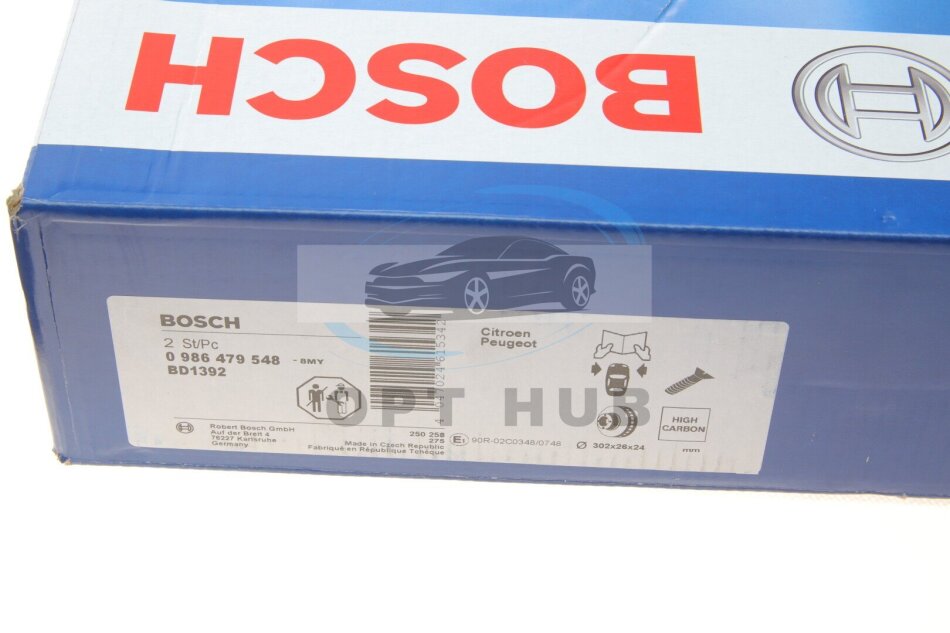 BOSCH
BOSCH
2 St/Pc
0 986 479 548 - 8MY
BD1392
Citroen
Peugeot
OPT HUB
HIGH
CARBON
Robert Bosch GmbH
Auf der Breit 4
76227 Karlsruhe
Germany
250 258
275
Made in Czech Republic
Fabriqué en République Tchèque
E1 90R-02C0348/0748
Ø 302x26x24
mm